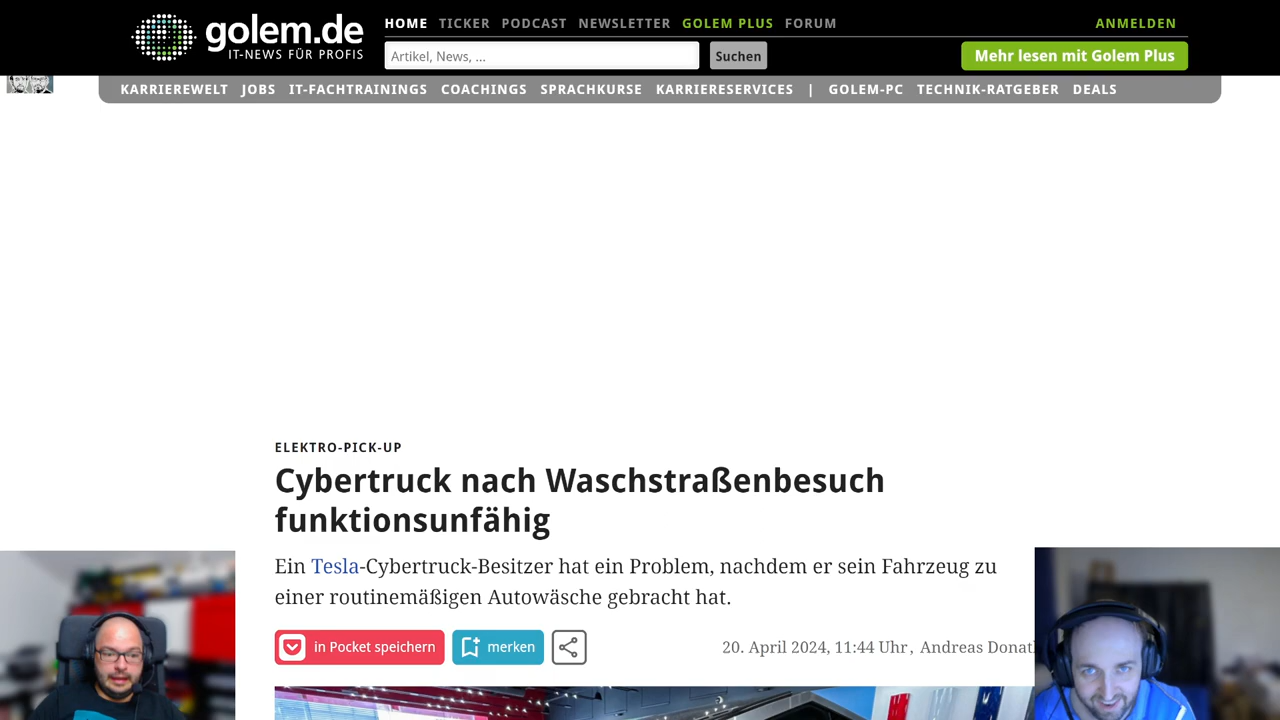 golem.de
IT-NEWS FÜR PROFIS
HOME TICKER PODCAST NEWSLETTER GOLEM PLUS FORUM
ANMELDEN
Artikel, News, ...
Suchen
Mehr lesen mit Golem Plus
KARRIEREWELT JOBS IT-FACHTRAININGS COACHINGS SPRACHKURSE KARRIERESERVICES | GOLEM-PC TECHNIK-RATGEBER DEALS
ELEKTRO-PICK-UP
Cybertruck nach Waschstraßenbesuch
funktionsunfähig
Ein Tesla-Cybertruck-Besitzer hat ein Problem, nachdem er sein Fahrzeug zu
einer routinemäßigen Autowäsche gebracht hat.
in Pocket speichern
merken
20. April 2024, 11:44 Uhr, Andreas Donath